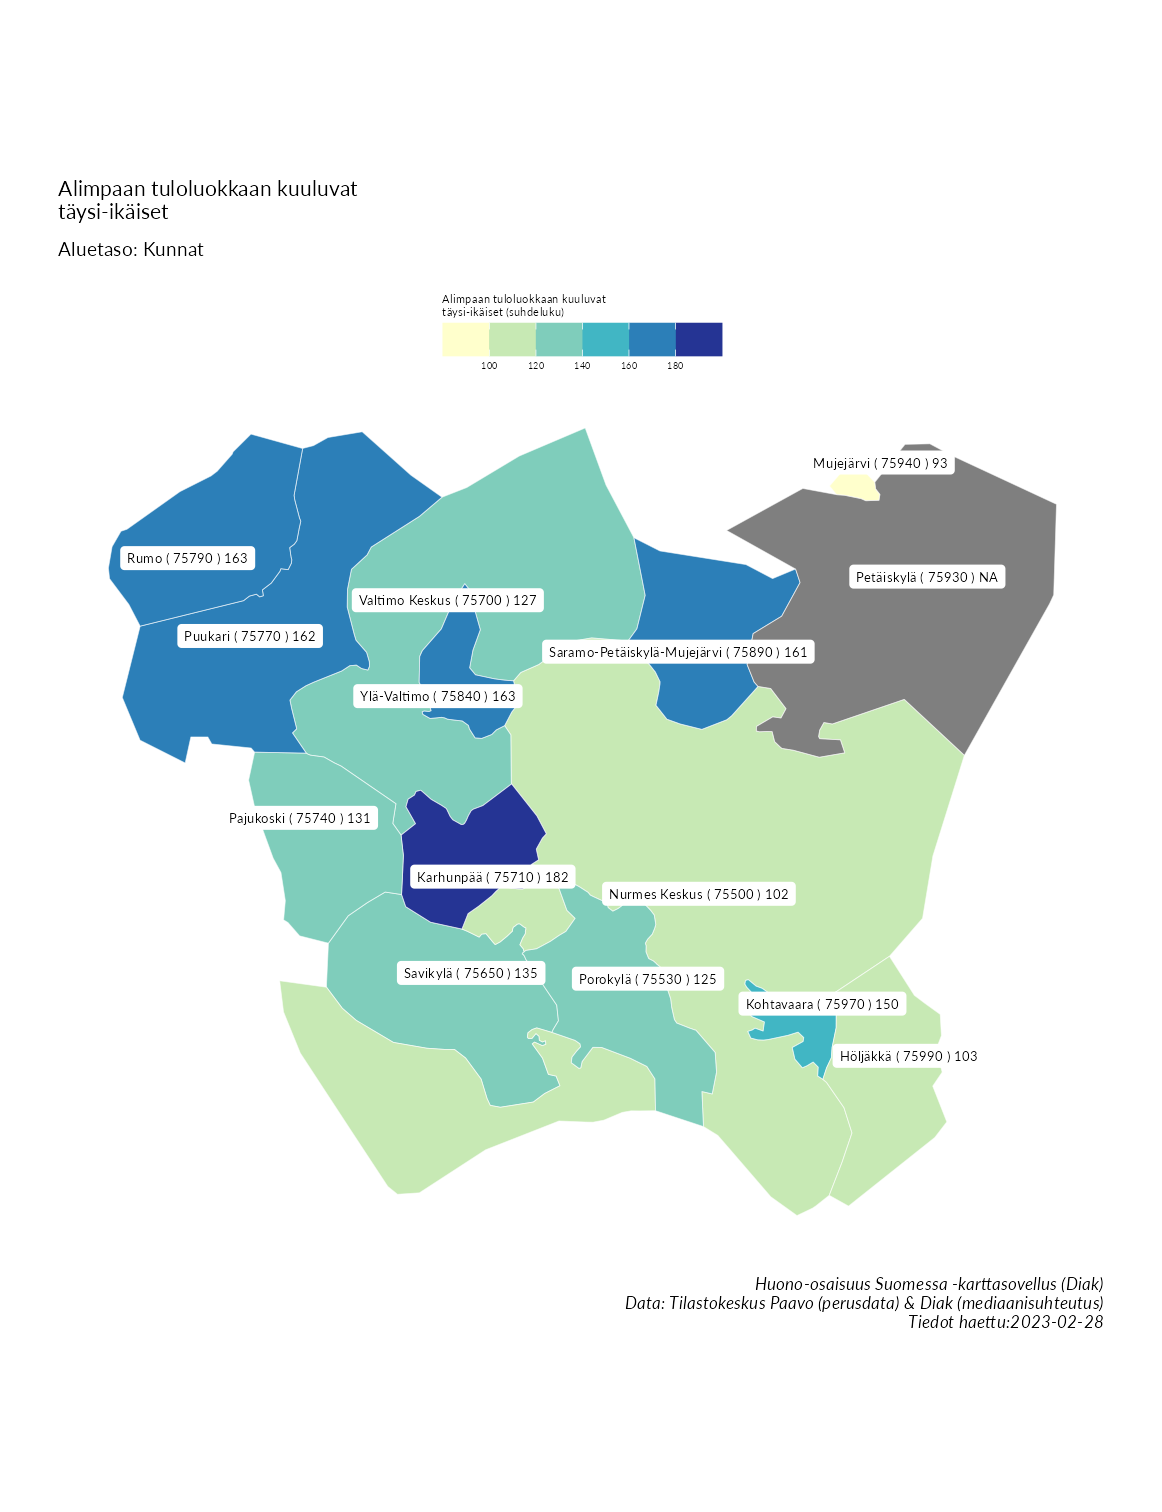 Alimpaan tuloluokkaan kuuluvat
täysi-ikäiset
Aluetaso: Kunnat
Alimpaan tuloluokkaan kuuluvat
täysi-ikäiset (suhdeluku)
100 120 140 160 180
Mujejärvi ( 75940 ) 93
Rumo ( 75790 ) 163
Petäiskylä ( 75930 ) NA
Valtimo Keskus ( 75700 ) 127
Puukari ( 75770 ) 162
Saramo-Petäiskylä-Mujejärvi ( 75890 ) 161
Ylä-Valtimo ( 75840 ) 163
Pajukoski ( 75740 ) 131
Karhunpää ( 75710 ) 182
Nurmes Keskus ( 75500 ) 102
Savikylä ( 75650 ) 135
Porokylä ( 75530 ) 125
Kohtavaara ( 75970 ) 150
Höljäkkä ( 75990 ) 103
Huono-osaisuus Suomessa -karttasovellus (Diak)
Data: Tilastokeskus Paavo (perusdata) & Diak (mediaanisuhteutus)
Tiedot haettu:2023-02-28